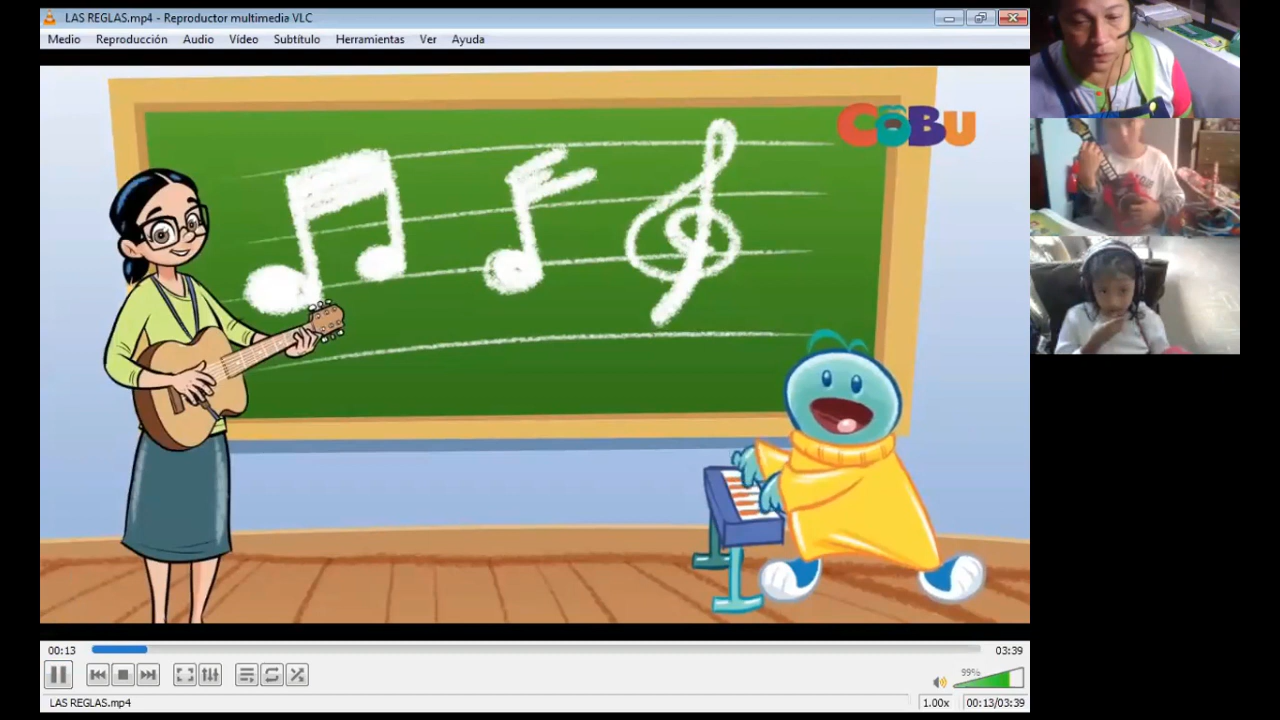 LAS REGLAS.mp4 - Reproductor multimedia VLC
Medio Reproducción Audio Vídeo Subtítulo Herramientas Ver Ayuda
COBU
00:13 03:39
99%
LAS REGLAS.mp4 1.00x 00:13/03:39